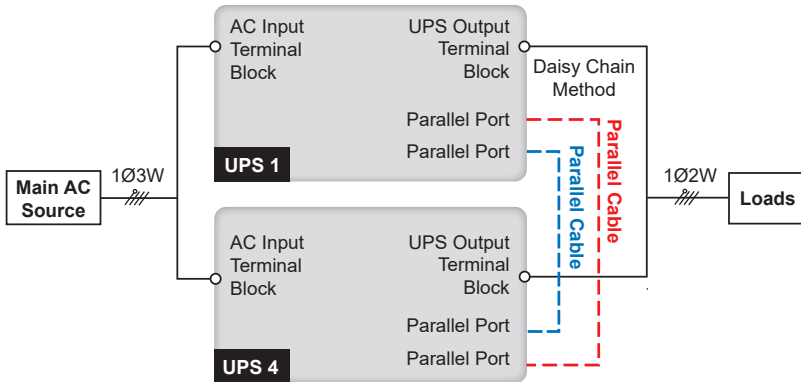 AC Input
Terminal
Block
UPS Output
Terminal
Block
Daisy Chain
Method
Parallel Port
Parallel Port
UPS 1
Parallel Cable
Parallel Cable
Main AC
Source
1Ø3W
1Ø2W
Loads
AC Input
Terminal
Block
UPS Output
Terminal
Block
Parallel Port
Parallel Port
UPS 4